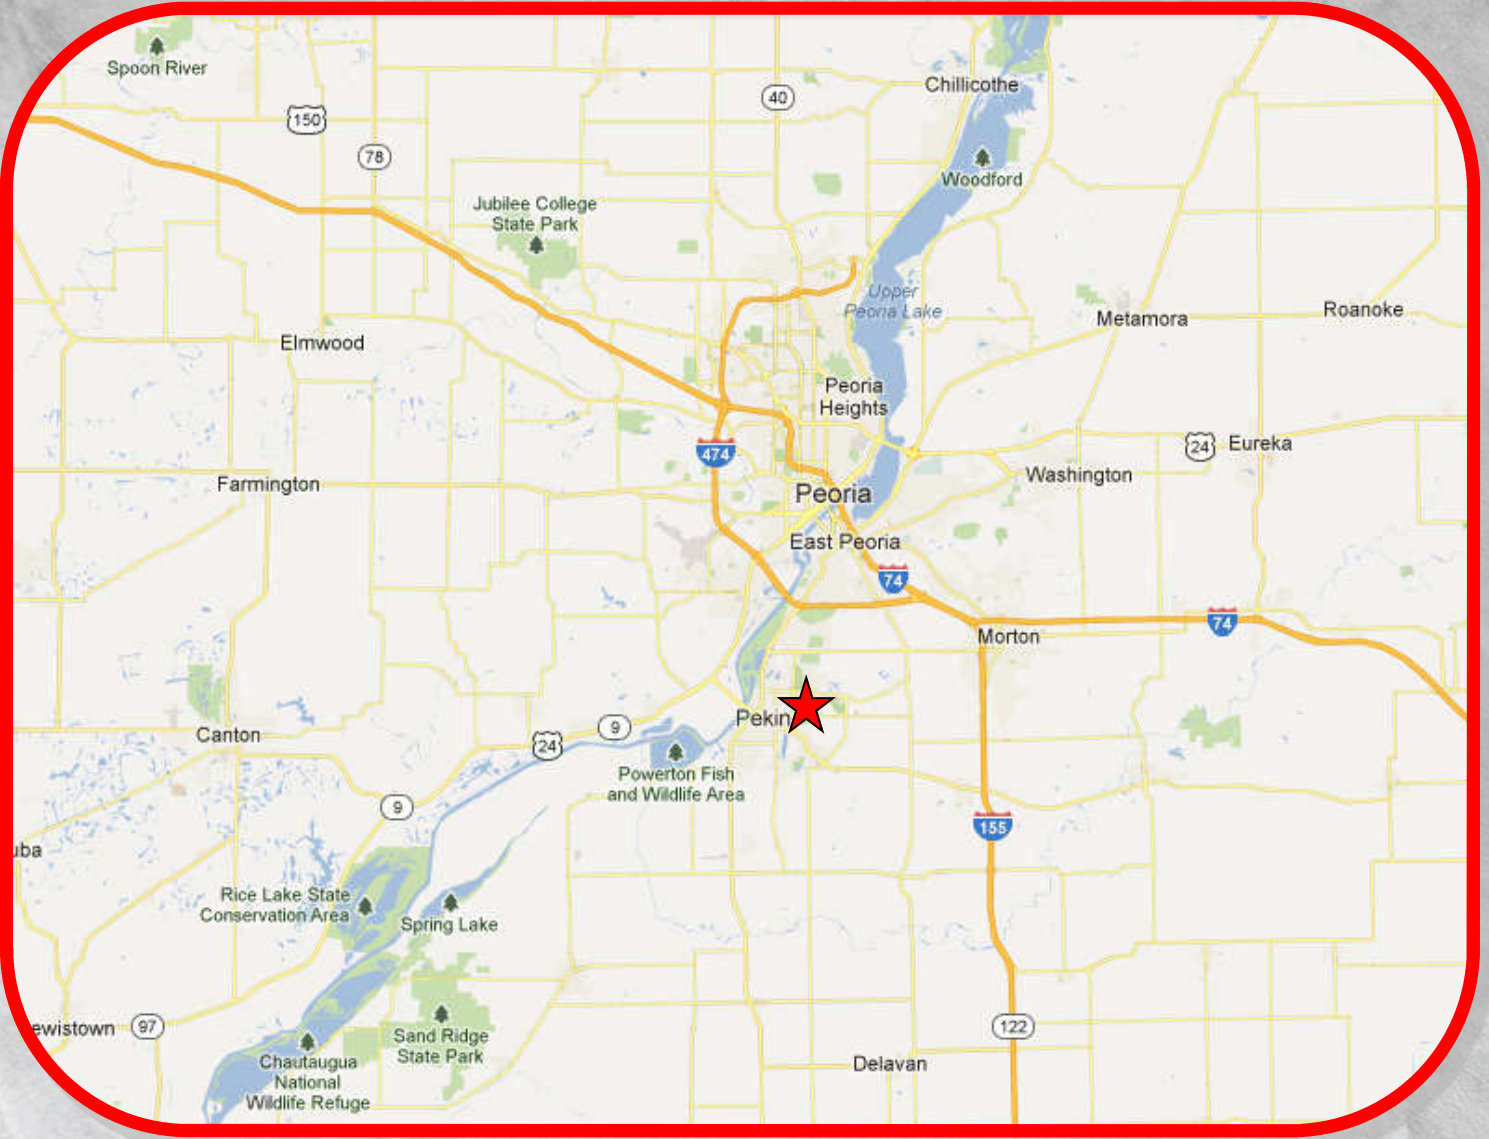 Spoon River
150
78
40
Chillicothe
Woodford
Jubilee College
State Park
Upper
Peoria Lake
Metamora
Roanoke
Elmwood
Peoria
Heights
474
24
Eureka
Washington
Farmington
Peoria
East Peoria
74
74
Morton
Pekin
Canton
9
24
Powerton Fish
and Wildlife Area
9
155
uba
Rice Lake State
Conservation Area
Spring Lake
ewistown
97
Sand Ridge
State Park
122
Chautaugua
National
Wildlife Refuge
Delavan